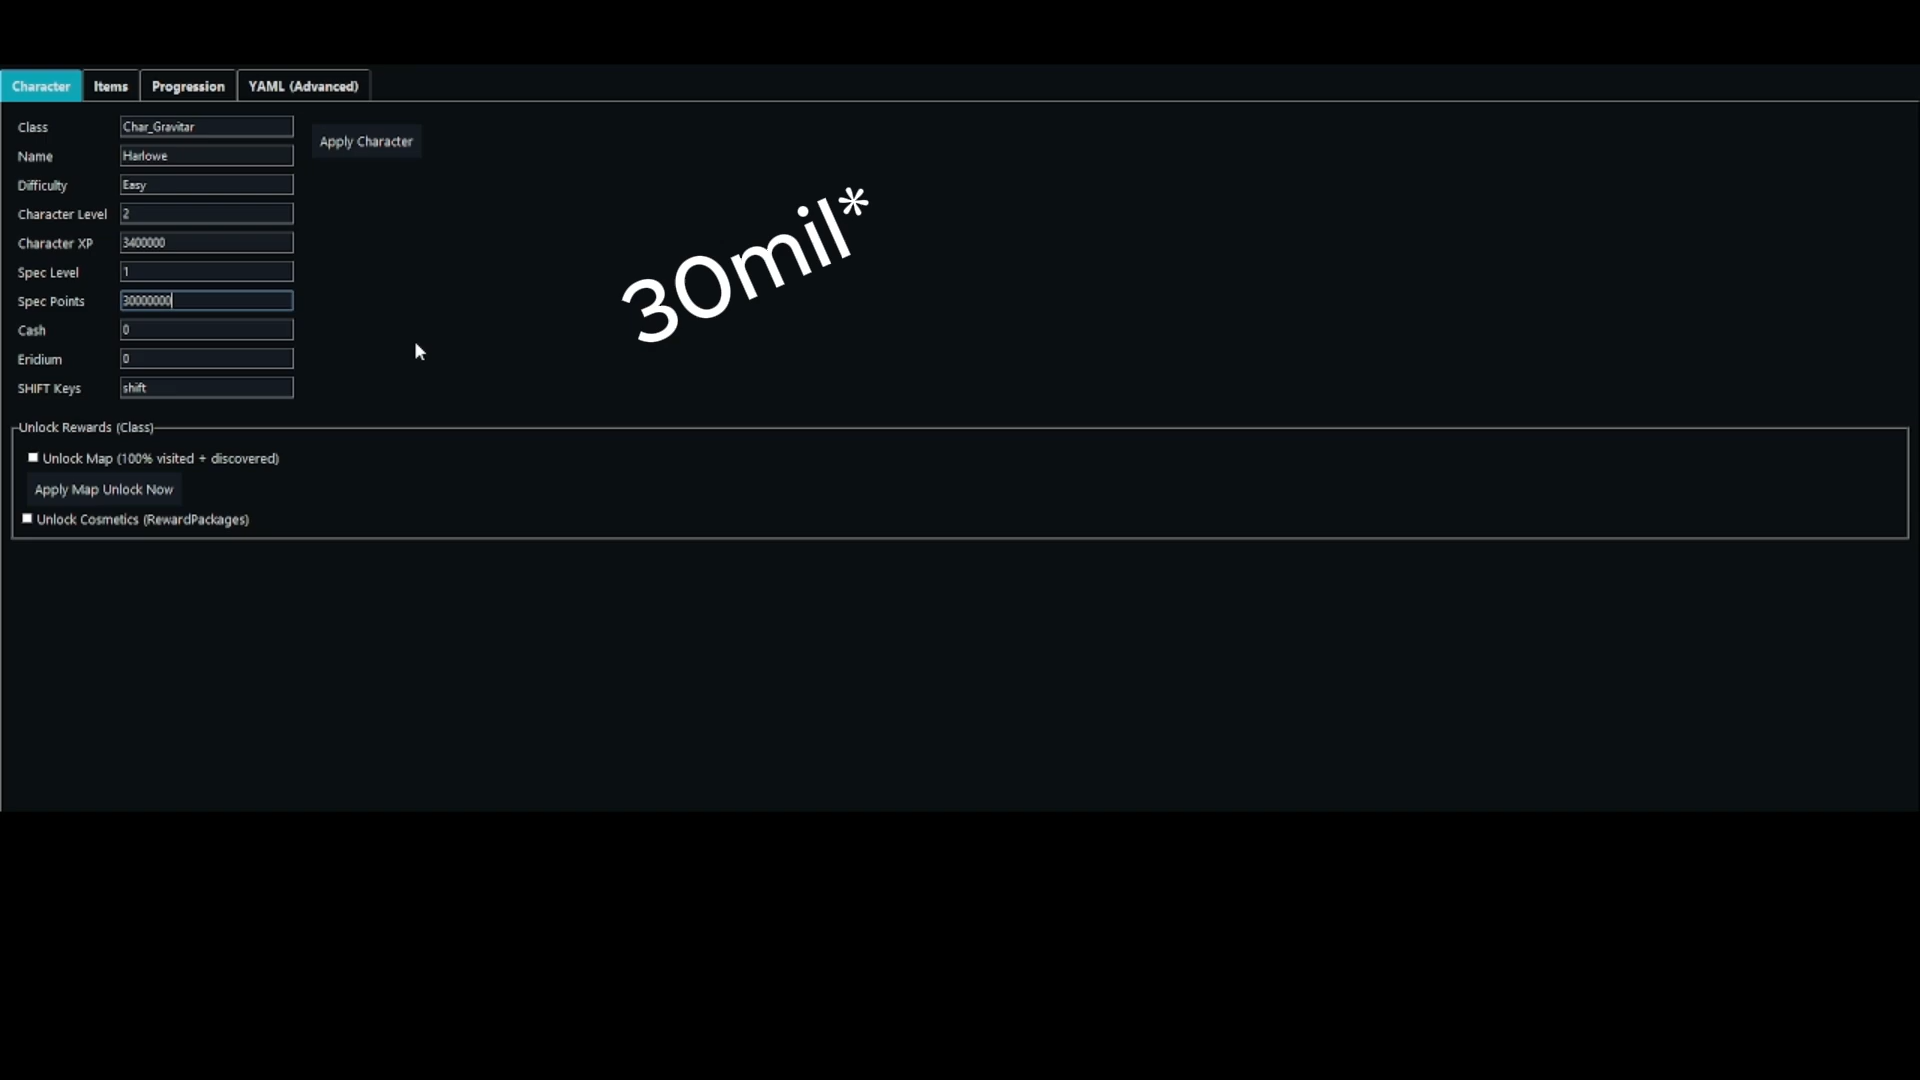 Character Items Progression YAML (Advanced)
Class Char_Gravitar Apply Character
Name Harlowe
Difficulty Easy
Character Level 2
Character XP 3400000
Spec Level 1
Spec Points 30000000
Cash 0
Eridium 0
SHIFT Keys shift
30mil*
Unlock Rewards (Class)
Unlock Map (100% visited + discovered)
Apply Map Unlock Now
Unlock Cosmetics (RewardPackages)